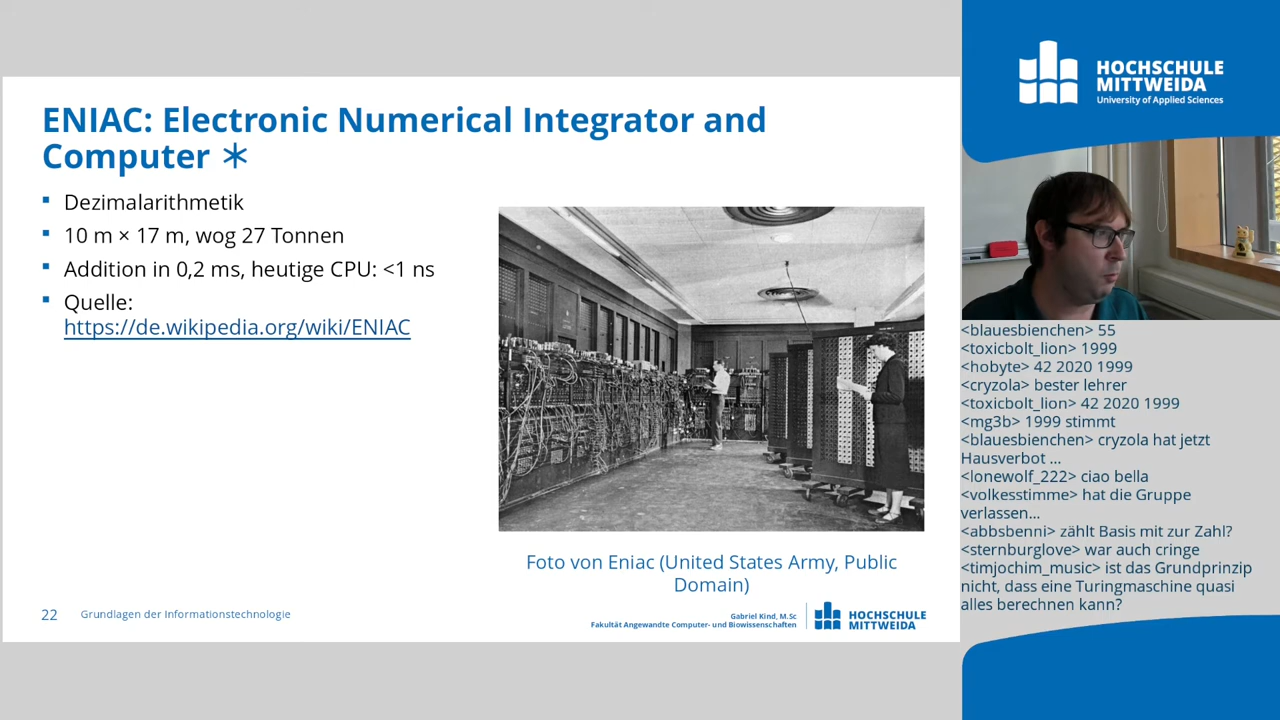 ENIAC: Electronic Numerical Integrator and
Computer ∗
Dezimalarithmetik
10 m × 17 m, wog 27 Tonnen
Addition in 0,2 ms, heutige CPU: <1 ns
Quelle:
https://de.wikipedia.org/wiki/ENIAC
Foto von Eniac (United States Army, Public
Domain)
22
Grundlagen der Informationstechnologie
Gabriel Kind, M.Sc
Fakultät Angewandte Computer- und Biowissenschaften
HOCHSCHULE
MITTWEIDA
HOCHSCHULE
MITTWEIDA
University of Applied Sciences
<blauesbienchen> 55
<toxicbolt_lion> 1999
<hobyte> 42 2020 1999
<cryzola> bester lehrer
<toxicbolt_lion> 42 2020 1999
<mg3b> 1999 stimmt
<blauesbienchen> cryzola hat jetzt
Hausverbot ...
<lonewolf_222> ciao bella
<volkesstimme> hat die Gruppe
verlassen...
<abbsbenni> zählt Basis mit zur Zahl?
<sternburglove> war auch cringe
<timjochim_music> ist das Grundprinzip
nicht, dass eine Turingmaschine quasi
alles berechnen kann?